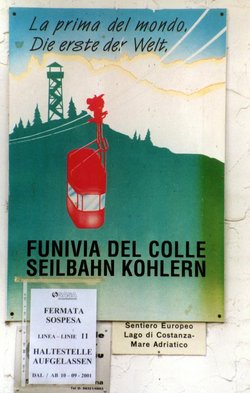 La prima del mondo.
Die erste der Welt.
FUNIVIA DEL COLLE
SEILBAHN KOHLERN
FERMATA
SOSPESA
LINEA - LINIE 11
HALTESTELLE
AUFGELASSEN
DAL / AB 10 - 09 - 2001
Sentiero Europeo
Lago di Costanza-
Mare Adriatico